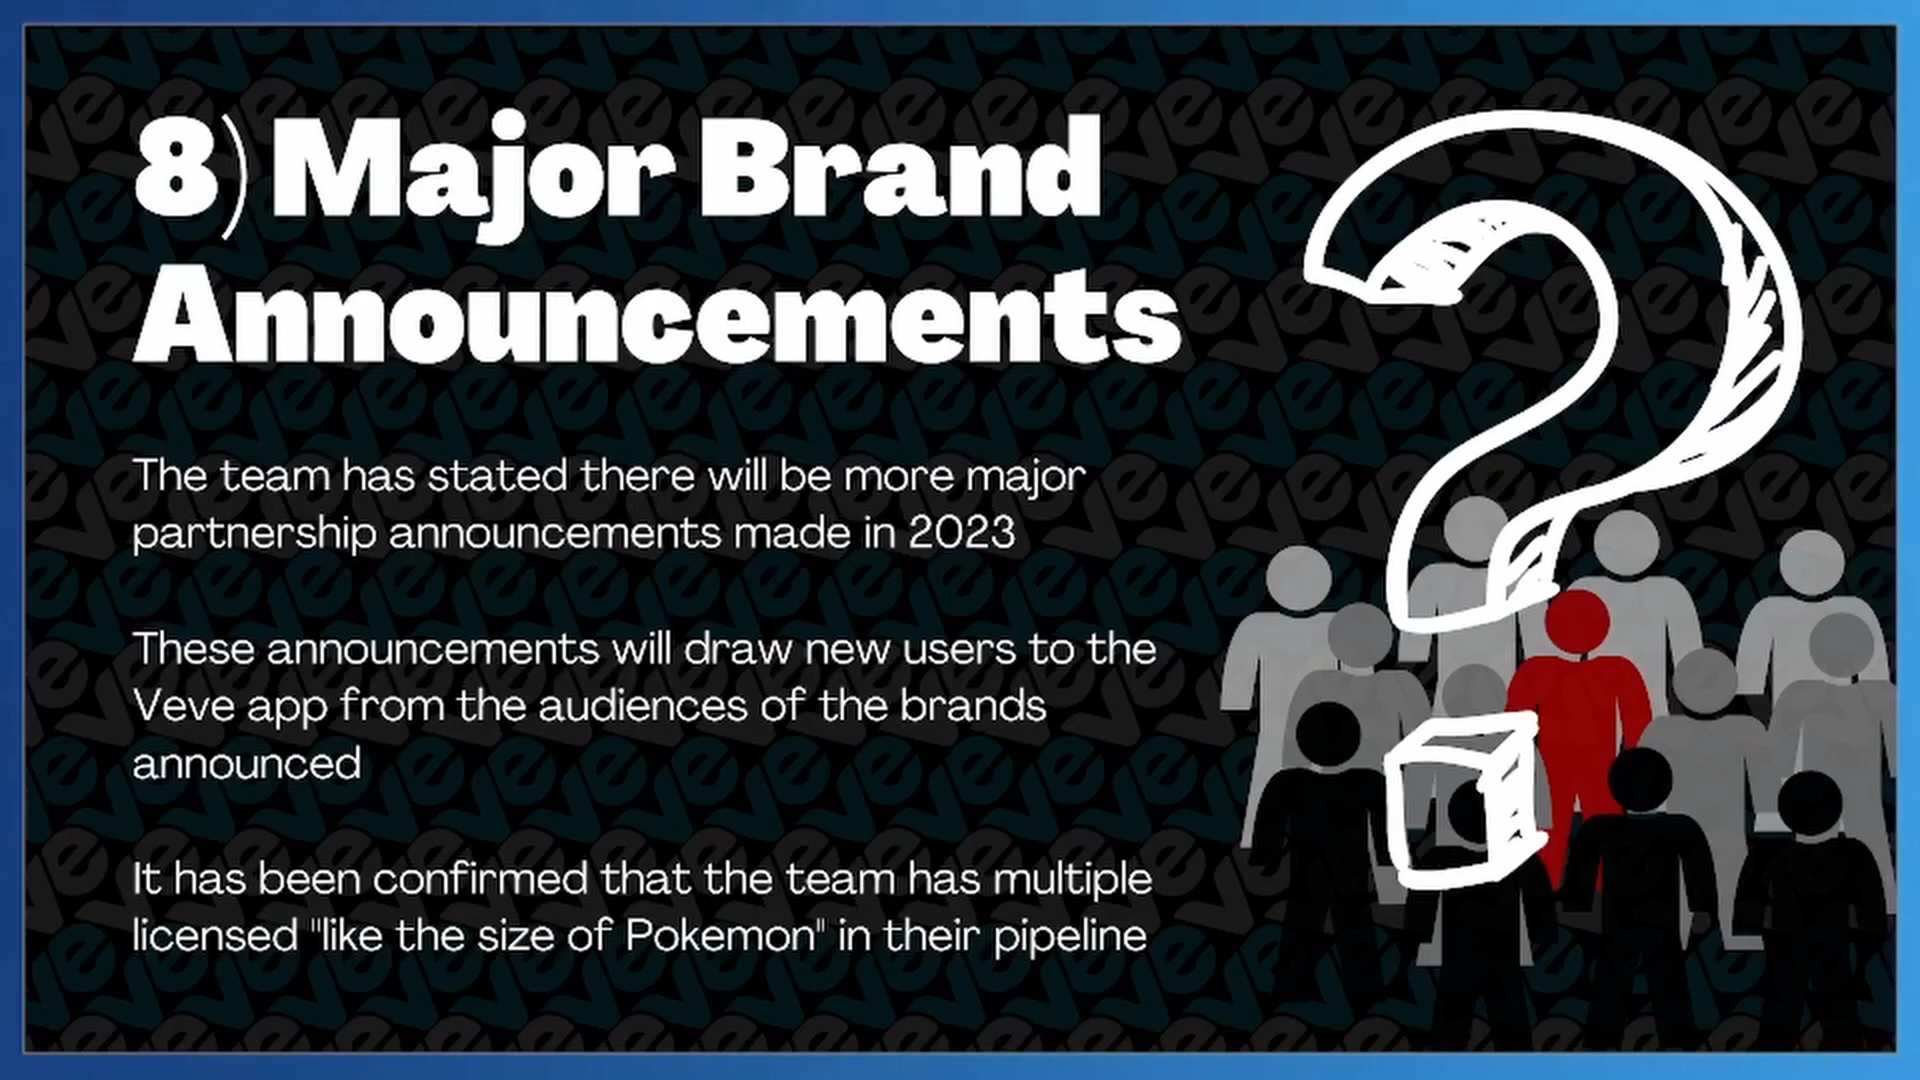 8) Major Brand
Announcements
The team has stated there will be more major
partnership announcements made in 2023
These announcements will draw new users to the
Veve app from the audiences of the brands
announced
It has been confirmed that the team has multiple
licensed "like the size of Pokemon" in their pipeline